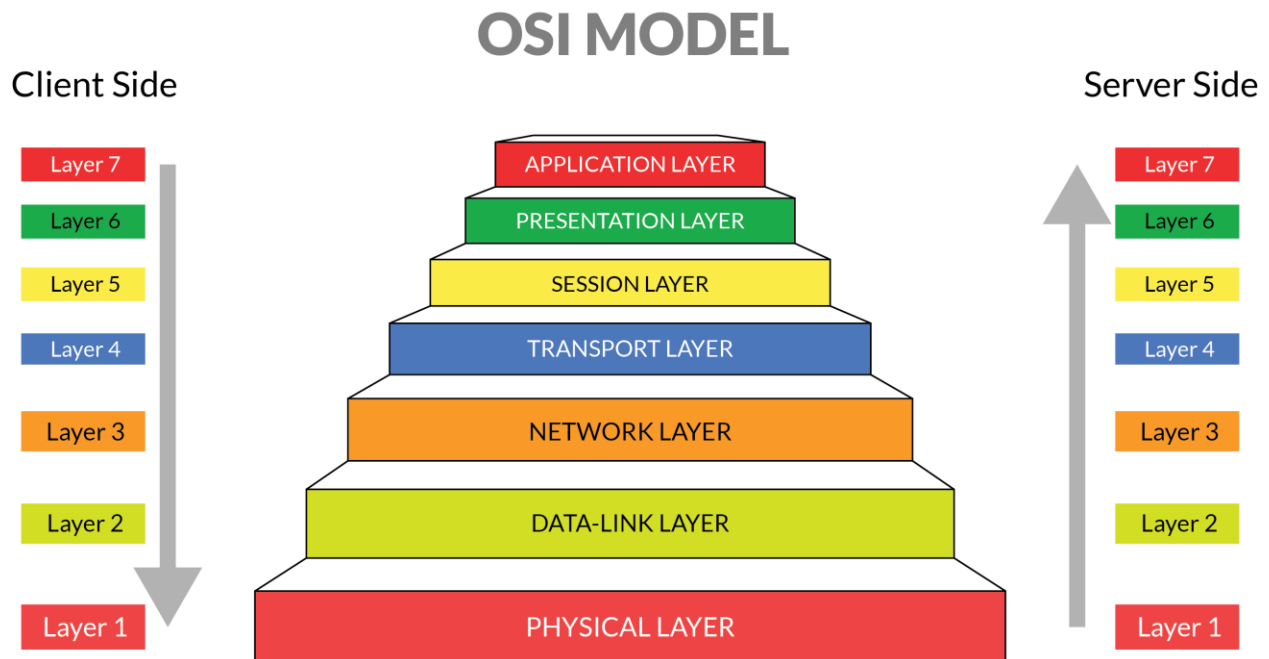 OSI MODEL
Client Side
Server Side
Layer 7
APPLICATION LAYER
Layer 7
Layer 6
PRESENTATION LAYER
Layer 6
Layer 5
SESSION LAYER
Layer 5
Layer 4
TRANSPORT LAYER
Layer 4
Layer 3
NETWORK LAYER
Layer 3
Layer 2
DATA-LINK LAYER
Layer 2
Layer 1
PHYSICAL LAYER
Layer 1